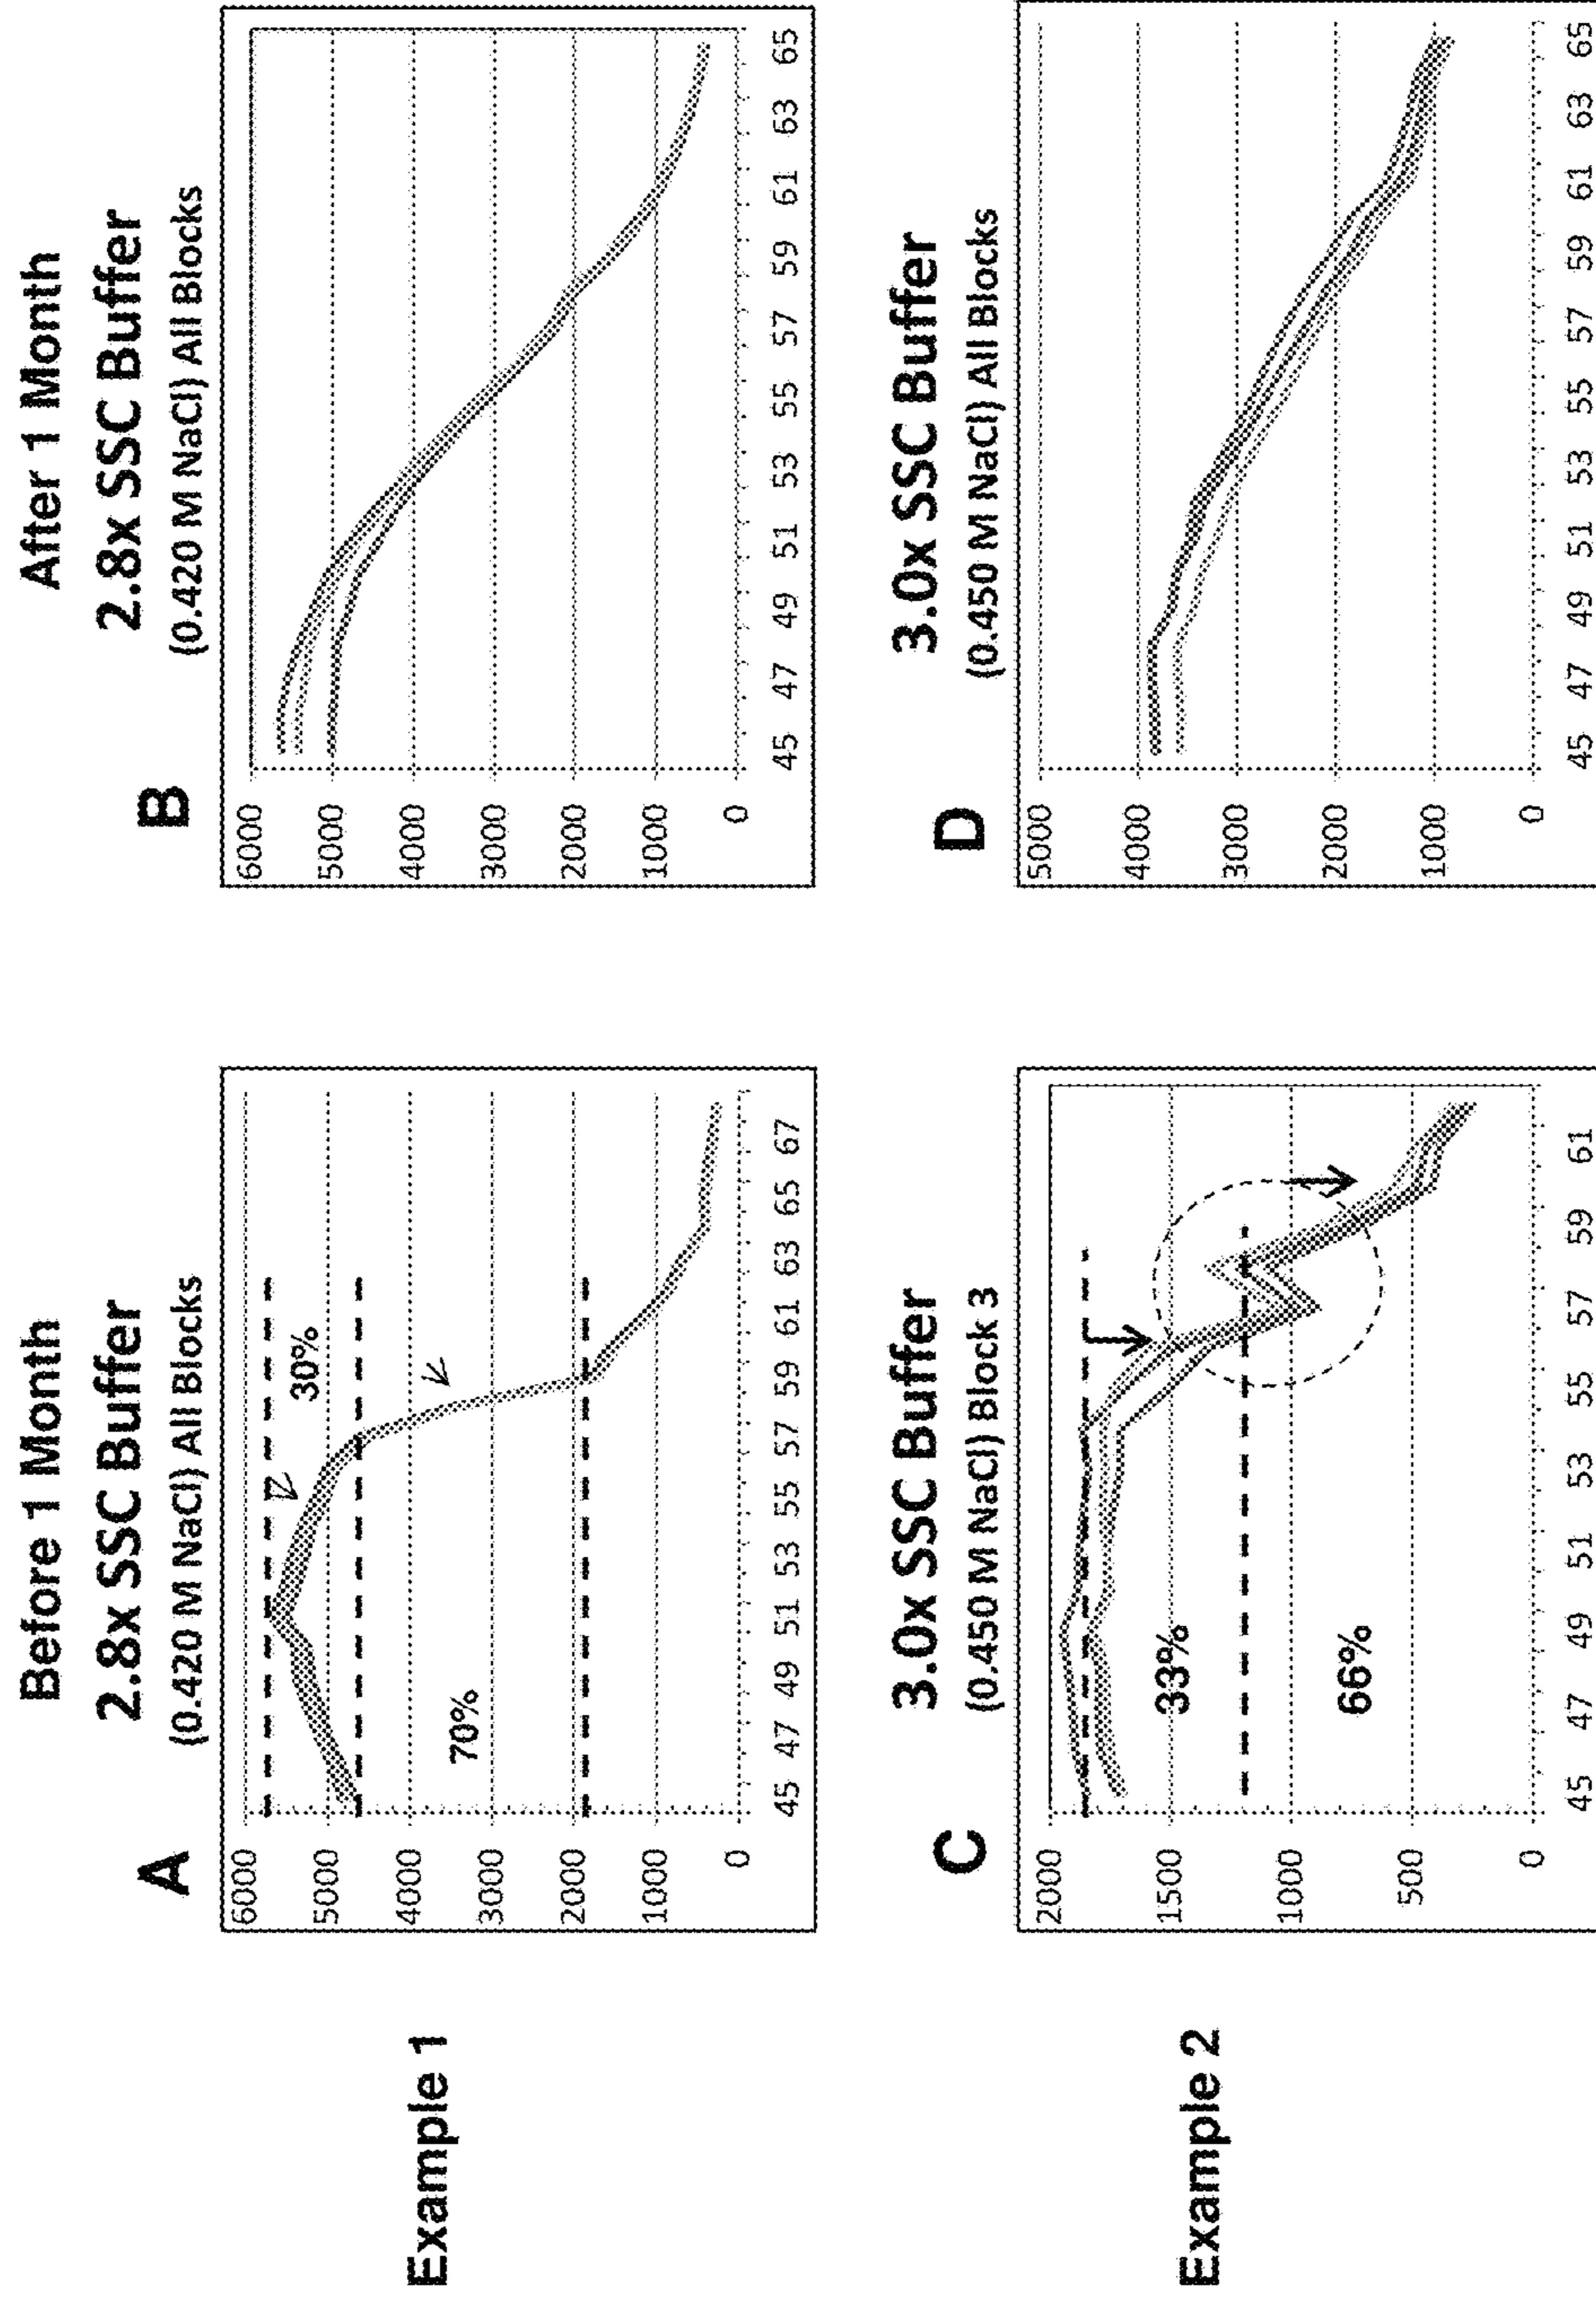 Before 1 Month
After 1 Month
Example 1
A
2.8x SSC Buffer
(0.420 M NaCl) All Blocks
6000
5000
4000
3000
2000
1000
0
30%
70%
45 47 49 51 53 55 57 59 61 63 65 67
B
2.8x SSC Buffer
(0.420 M NaCl) All Blocks
6000
5000
4000
3000
2000
1000
0
45 47 49 51 53 55 57 59 61 63 65
Example 2
C
3.0x SSC Buffer
(0.450 M NaCl) Block 3
2000
1500
1000
500
0
33%
66%
45 47 49 51 53 55 57 59 61
D
3.0x SSC Buffer
(0.450 M NaCl) All Blocks
5000
4000
3000
2000
1000
0
45 47 49 51 53 55 57 59 61 63 65